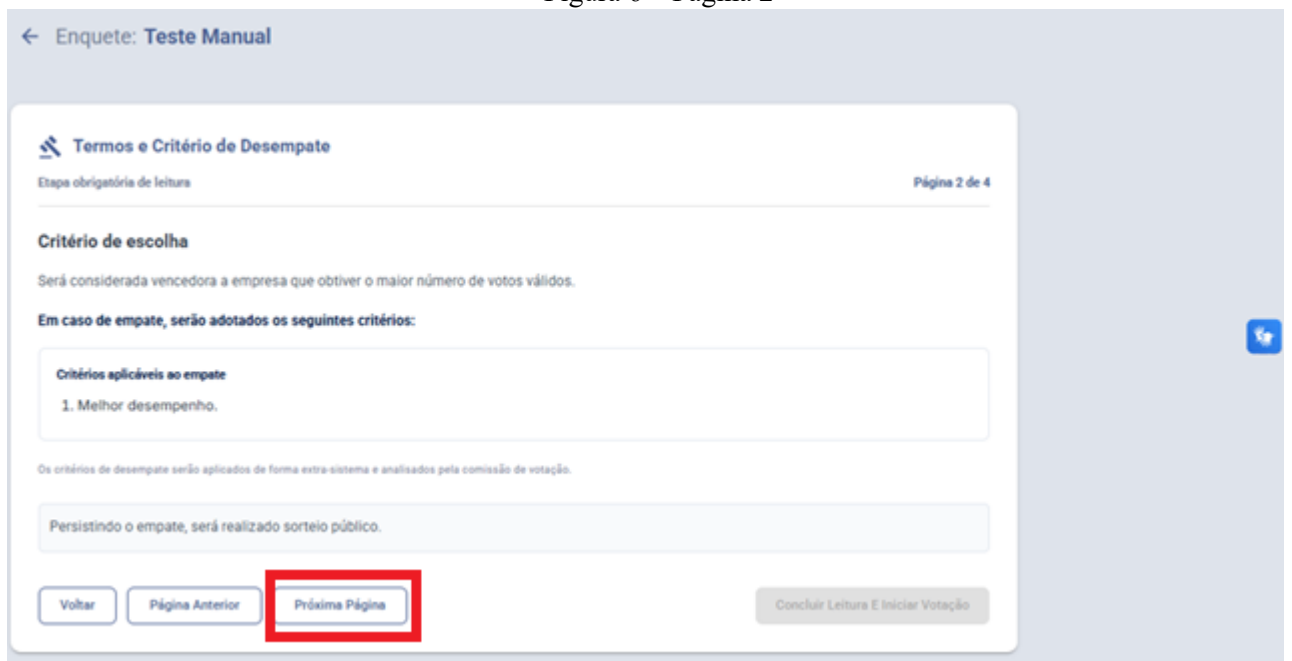 ← Enquete: Teste Manual
Termos e Critério de Desempate
Etapa obrigatória de leitura
Página 2 de 4
Critério de escolha
Será considerada vencedora a empresa que obtiver o maior número de votos válidos.
Em caso de empate, serão adotados os seguintes critérios:
Critérios aplicáveis ao empate
1. Melhor desempenho.
Os critérios de desempate serão aplicados de forma extra-sistema e analisados pela comissão de votação.
Persistindo o empate, será realizado sorteio público.
Voltar
Página Anterior
Próxima Página
Concluir Leitura E Iniciar Votação